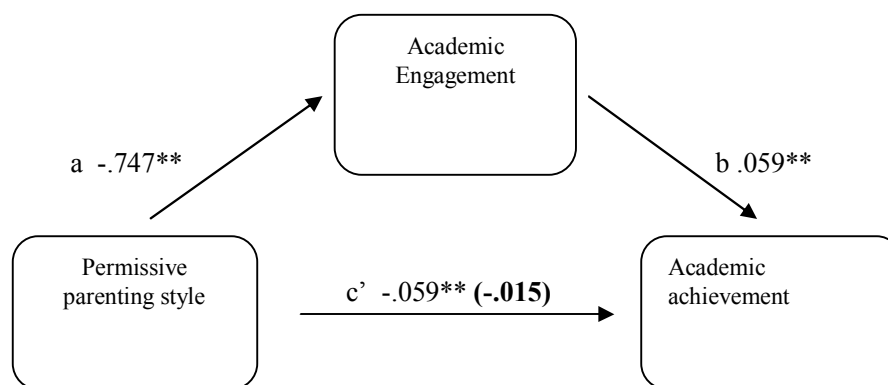 Academic
Engagement
a -.747**
b .059**
Permissive
parenting style
c’ -.059** (-.015)
Academic
achievement